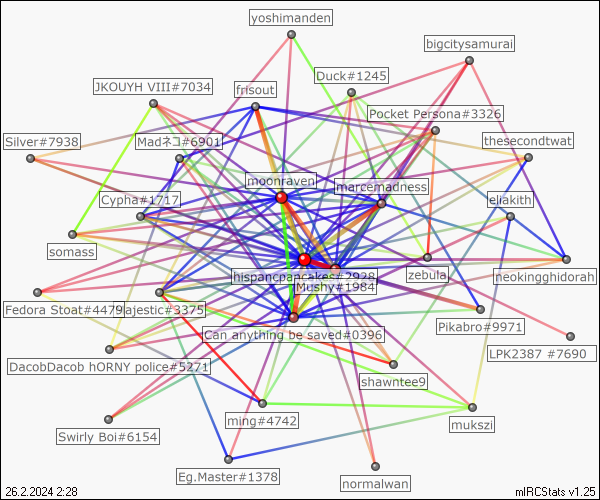 yoshimanden
bigcitysamurai
Duck#1245
JKOUYH VIII#7034
frisout
Pocket Persona#3326
Silver#7938
Madネコ#6901
thesecondtwat
moonraven
marcemadness
Cypha#1717
eliakith
somass
hispancpancakes#2928
zebula
neokingghidorah
Mushy#1984
Fedora Stoat#4479
Majestic#3375
Can anything be saved#0396
Pikabro#9971
LPK2387 #7690
DacobDacob hORNY police#5271
shawntee9
Swirly Boi#6154
ming#4742
mukszi
Eg.Master#1378
normalwan
26.2.2024 2:28
mIRCStats v1.25